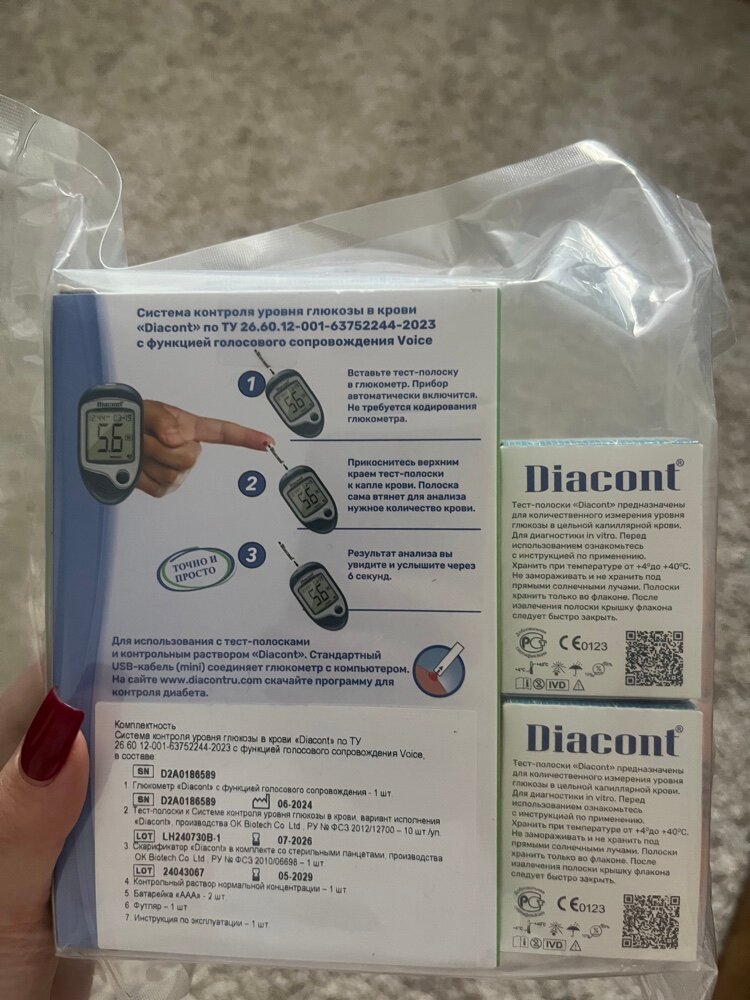 Система контроля уровня глюкозы в крови
«Diacont» по ТУ 26.60.12-001-63752244-2023
с функцией голосового сопровождения Voice
Diacont
5.6
1
Вставьте тест-полоску
в глюкометр. Прибор
автоматически включится.
Не требуется кодирования
глюкометра.
2
Прикоснитесь верхним
краем тест-полоски
к капле крови. Полоска
сама втянет для анализа
нужное количество крови.
ТОЧНО И
ПРОСТО
3
Результат анализа вы
увидите и услышите через
6 секунд.
Для использования с тест-полосками
и контрольным раствором «Diacont». Стандартный
USB-кабель (mini) соединяет глюкометр с компьютером.
На сайте www.diacontru.com скачайте программу для
контроля диабета.
Комплектность
Система контроля уровня глюкозы в крови «Diacont» по ТУ
26.60 12-001-63752244-2023 с функцией голосового сопровождения Voice,
в составе
SN D2A0186589
1 Глюкометр «Diacont» с функцией голосового сопровождения - 1 шт.
SN D2A0186589 06-2024
2 Тест-полоски к Системе контроля уровня глюкозы в крови, вариант исполнения
«Diacont», производства OK Biotech Co Ltd , РУ № ФСЗ 2012/12700 – 10 шт./уп.
LOT LH240730B-1 07-2026
3. Скарификатор «Diacont» в комплекте со стерильными ланцетами, производства
OK Biotech Co Ltd , РУ № ФСЗ 2010/06698 – 1 шт
LOT 24043067 05-2029
4. Контрольный раствор нормальной концентрации – 1 шт
5. Батарейка «ААА» - 2 шт
6 Футляр – 1 шт
7. Инструкция по эксплуатации – 1 шт.
Diacont®
Тест-полоски «Diacont» предназначены
для количественного измерения уровня
глюкозы в цельной капиллярной крови.
Для диагностики in vitro. Перед
использованием ознакомьтесь
с инструкцией по применению.
Хранить при температуре от +4⁰до +40⁰С.
Не замораживать и не хранить под
прямыми солнечными лучами. Полоски
хранить только во флаконе. После
извлечения полоски крышку флакона
следует быстро закрыть.
CE0123
IVD
Diacont®
Тест-полоски «Diacont» предназначены
для количественного измерения уровня
глюкозы в цельной капиллярной крови.
Для диагностики in vitro. Перед
использованием ознакомьтесь
с инструкцией по применению.
Хранить при температуре от +4⁰до +40⁰С.
Не замораживать и не хранить под
прямыми солнечными лучами. Полоски
хранить только во флаконе. После
извлечения полоски крышку флакона
следует быстро закрыть.
CE0123
IVD